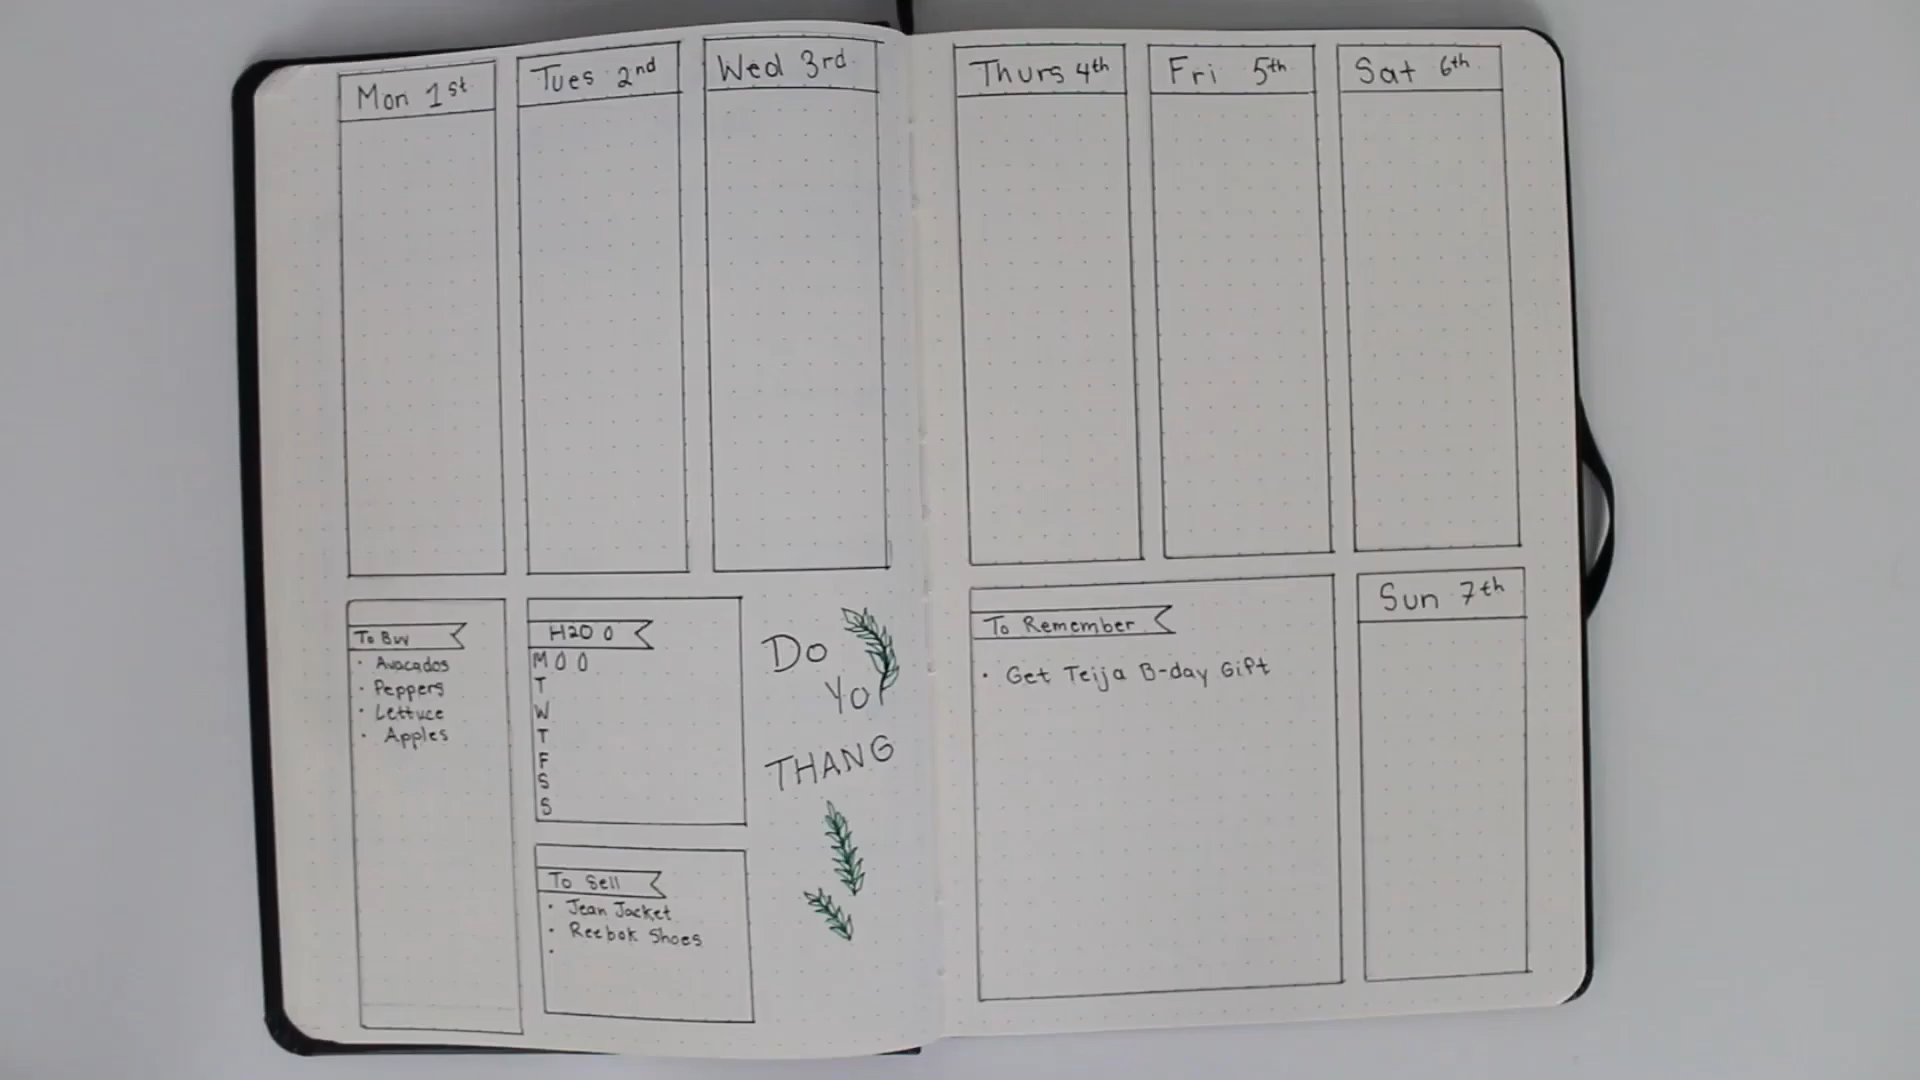 Mon 1st
Tues 2nd
Wed 3rd
Thurs 4th
Fri 5th
Sat 6th
To Buy
• Avocados
• Peppers
• Lettuce
• Apples
H2O
M
T
W
T
F
S
S
To Sell
• Jean Jacket
• Reebok Shoes
•
Do
Yo
THANG
To Remember
• Get Teija B-day Gift
Sun 7th